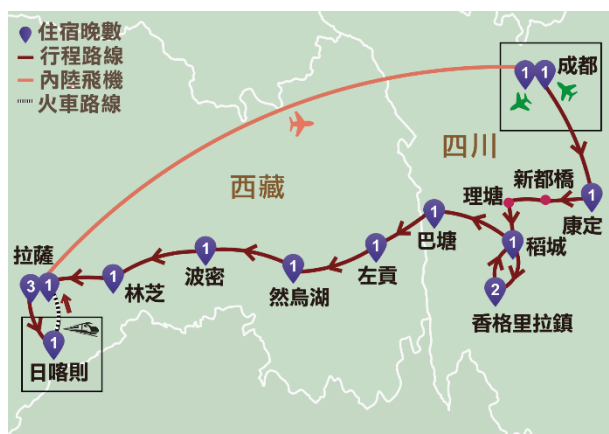 住宿晚數
行程路線
內陸飛機
火車路線
1
1
成都
四川
西藏
新都橋
理塘
1
康定
1
巴塘
1
稻城
1
左貢
1
波密
1
然烏湖
2
香格里拉鎮
拉薩
3
1
1
林芝
1
日喀則